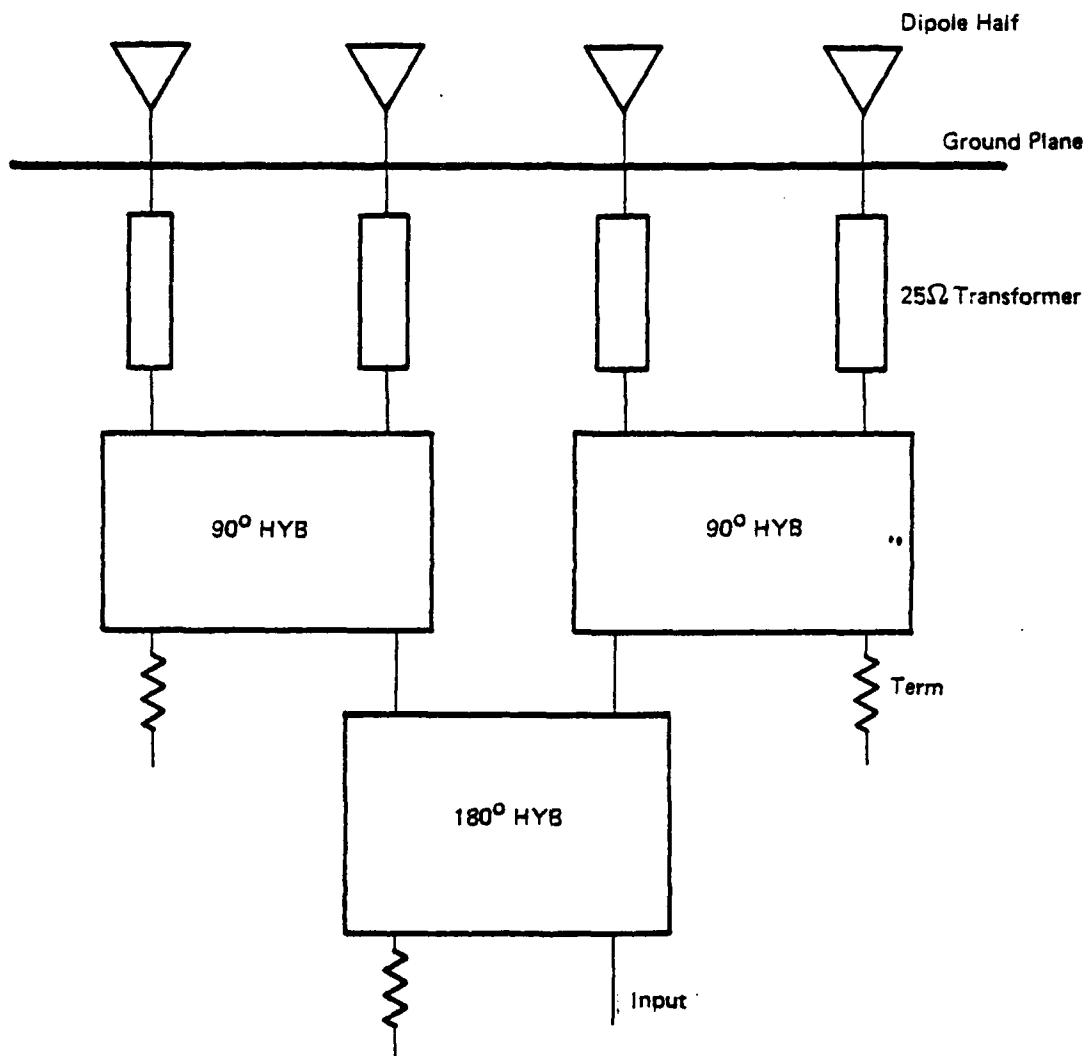 Dipole Half
Ground Plane
25Ω Transformer
90° HYB
90° HYB
Term
180° HYB
Input